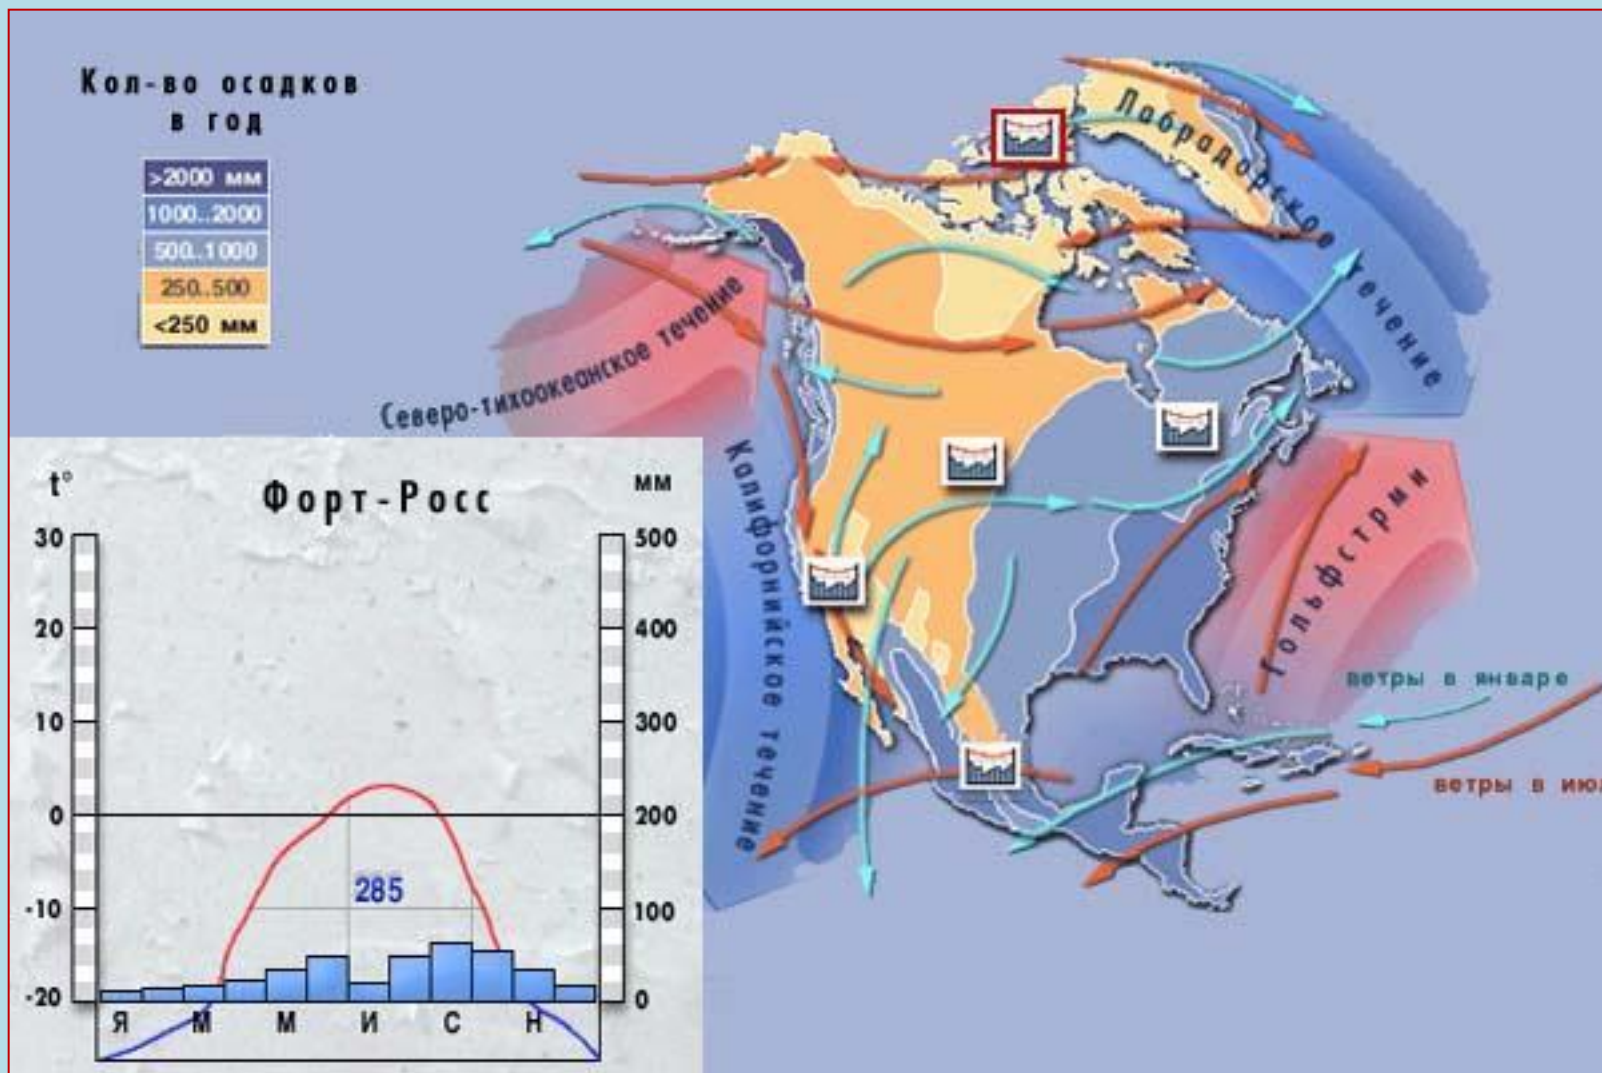 Кол-во осадков
в год
>2000 мм
1000..2000
500..1000
250..500
<250 мм
Лабрадорское течение
Северо-тихоокеанское течение
Калифорнийское течение
Гольфстрми
ветры в январе
ветры в июл
Форт-Росс
t°
мм
30
20
10
0
-10
-20
500
400
300
200
100
0
285
Я М М И С Н